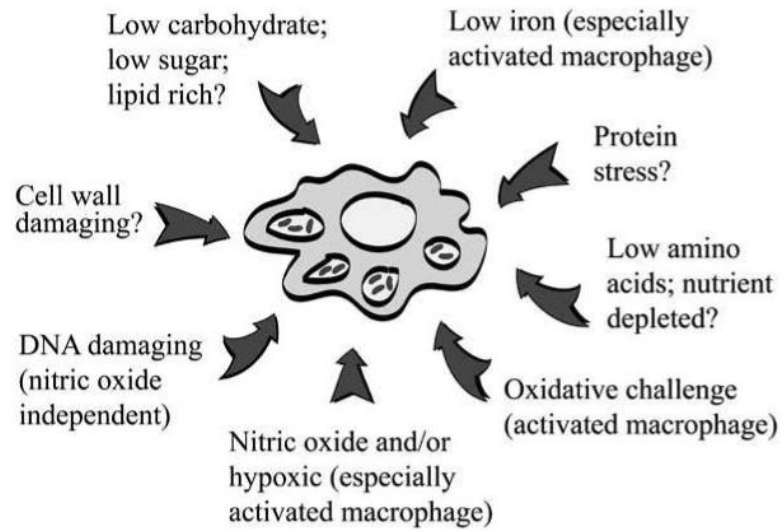 Low carbohydrate;
low sugar;
lipid rich?
Low iron (especially
activated macrophage)
Protein
stress?
Cell wall
damaging?
Low amino
acids; nutrient
depleted?
DNA damaging
(nitric oxide
independent)
Oxidative challenge
(activated macrophage)
Nitric oxide and/or
hypoxic (especially
activated macrophage)